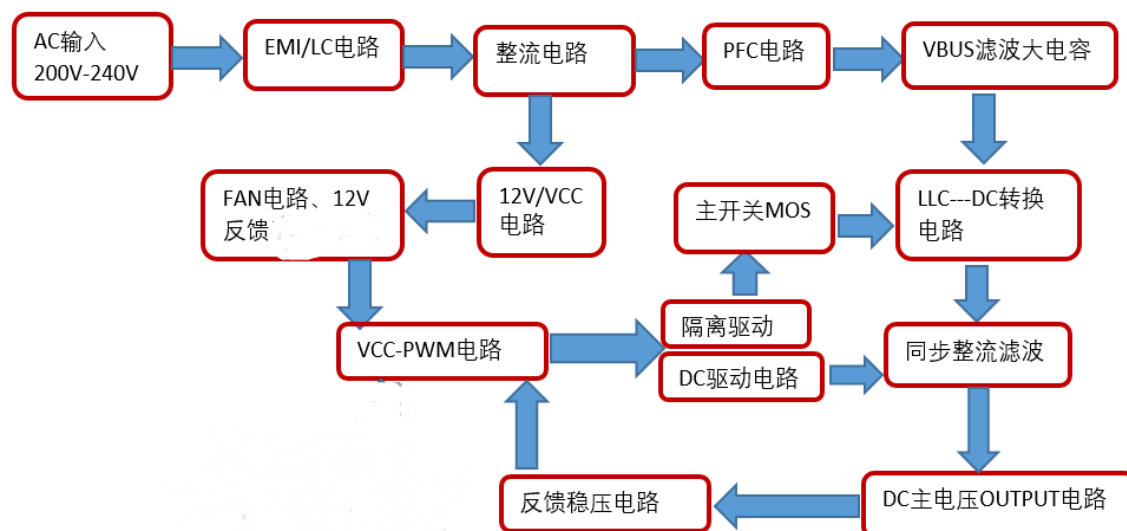 AC输入
200V-240V
EMI/LC电路
整流电路
PFC电路
VBUS滤波大电容
FAN电路、12V
反馈
12V/VCC
电路
主开关MOS
LLC---DC转换
电路
VCC-PWM电路
隔离驱动
DC驱动电路
同步整流滤波
反馈稳压电路
DC主电压OUTPUT电路